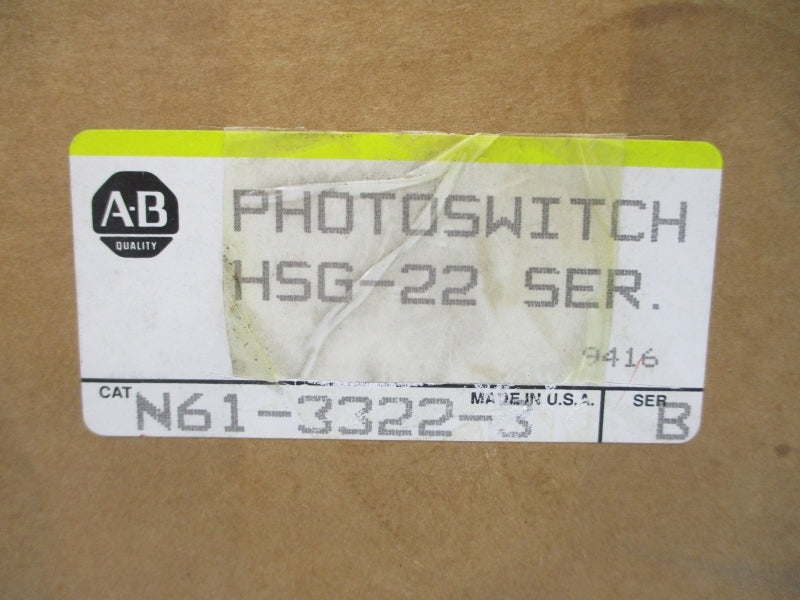 A-B
QUALITY
PHOTOSWITCH
HSG-22 SER.
9416
CAT N61-3322-3 MADE IN U.S.A. SER B